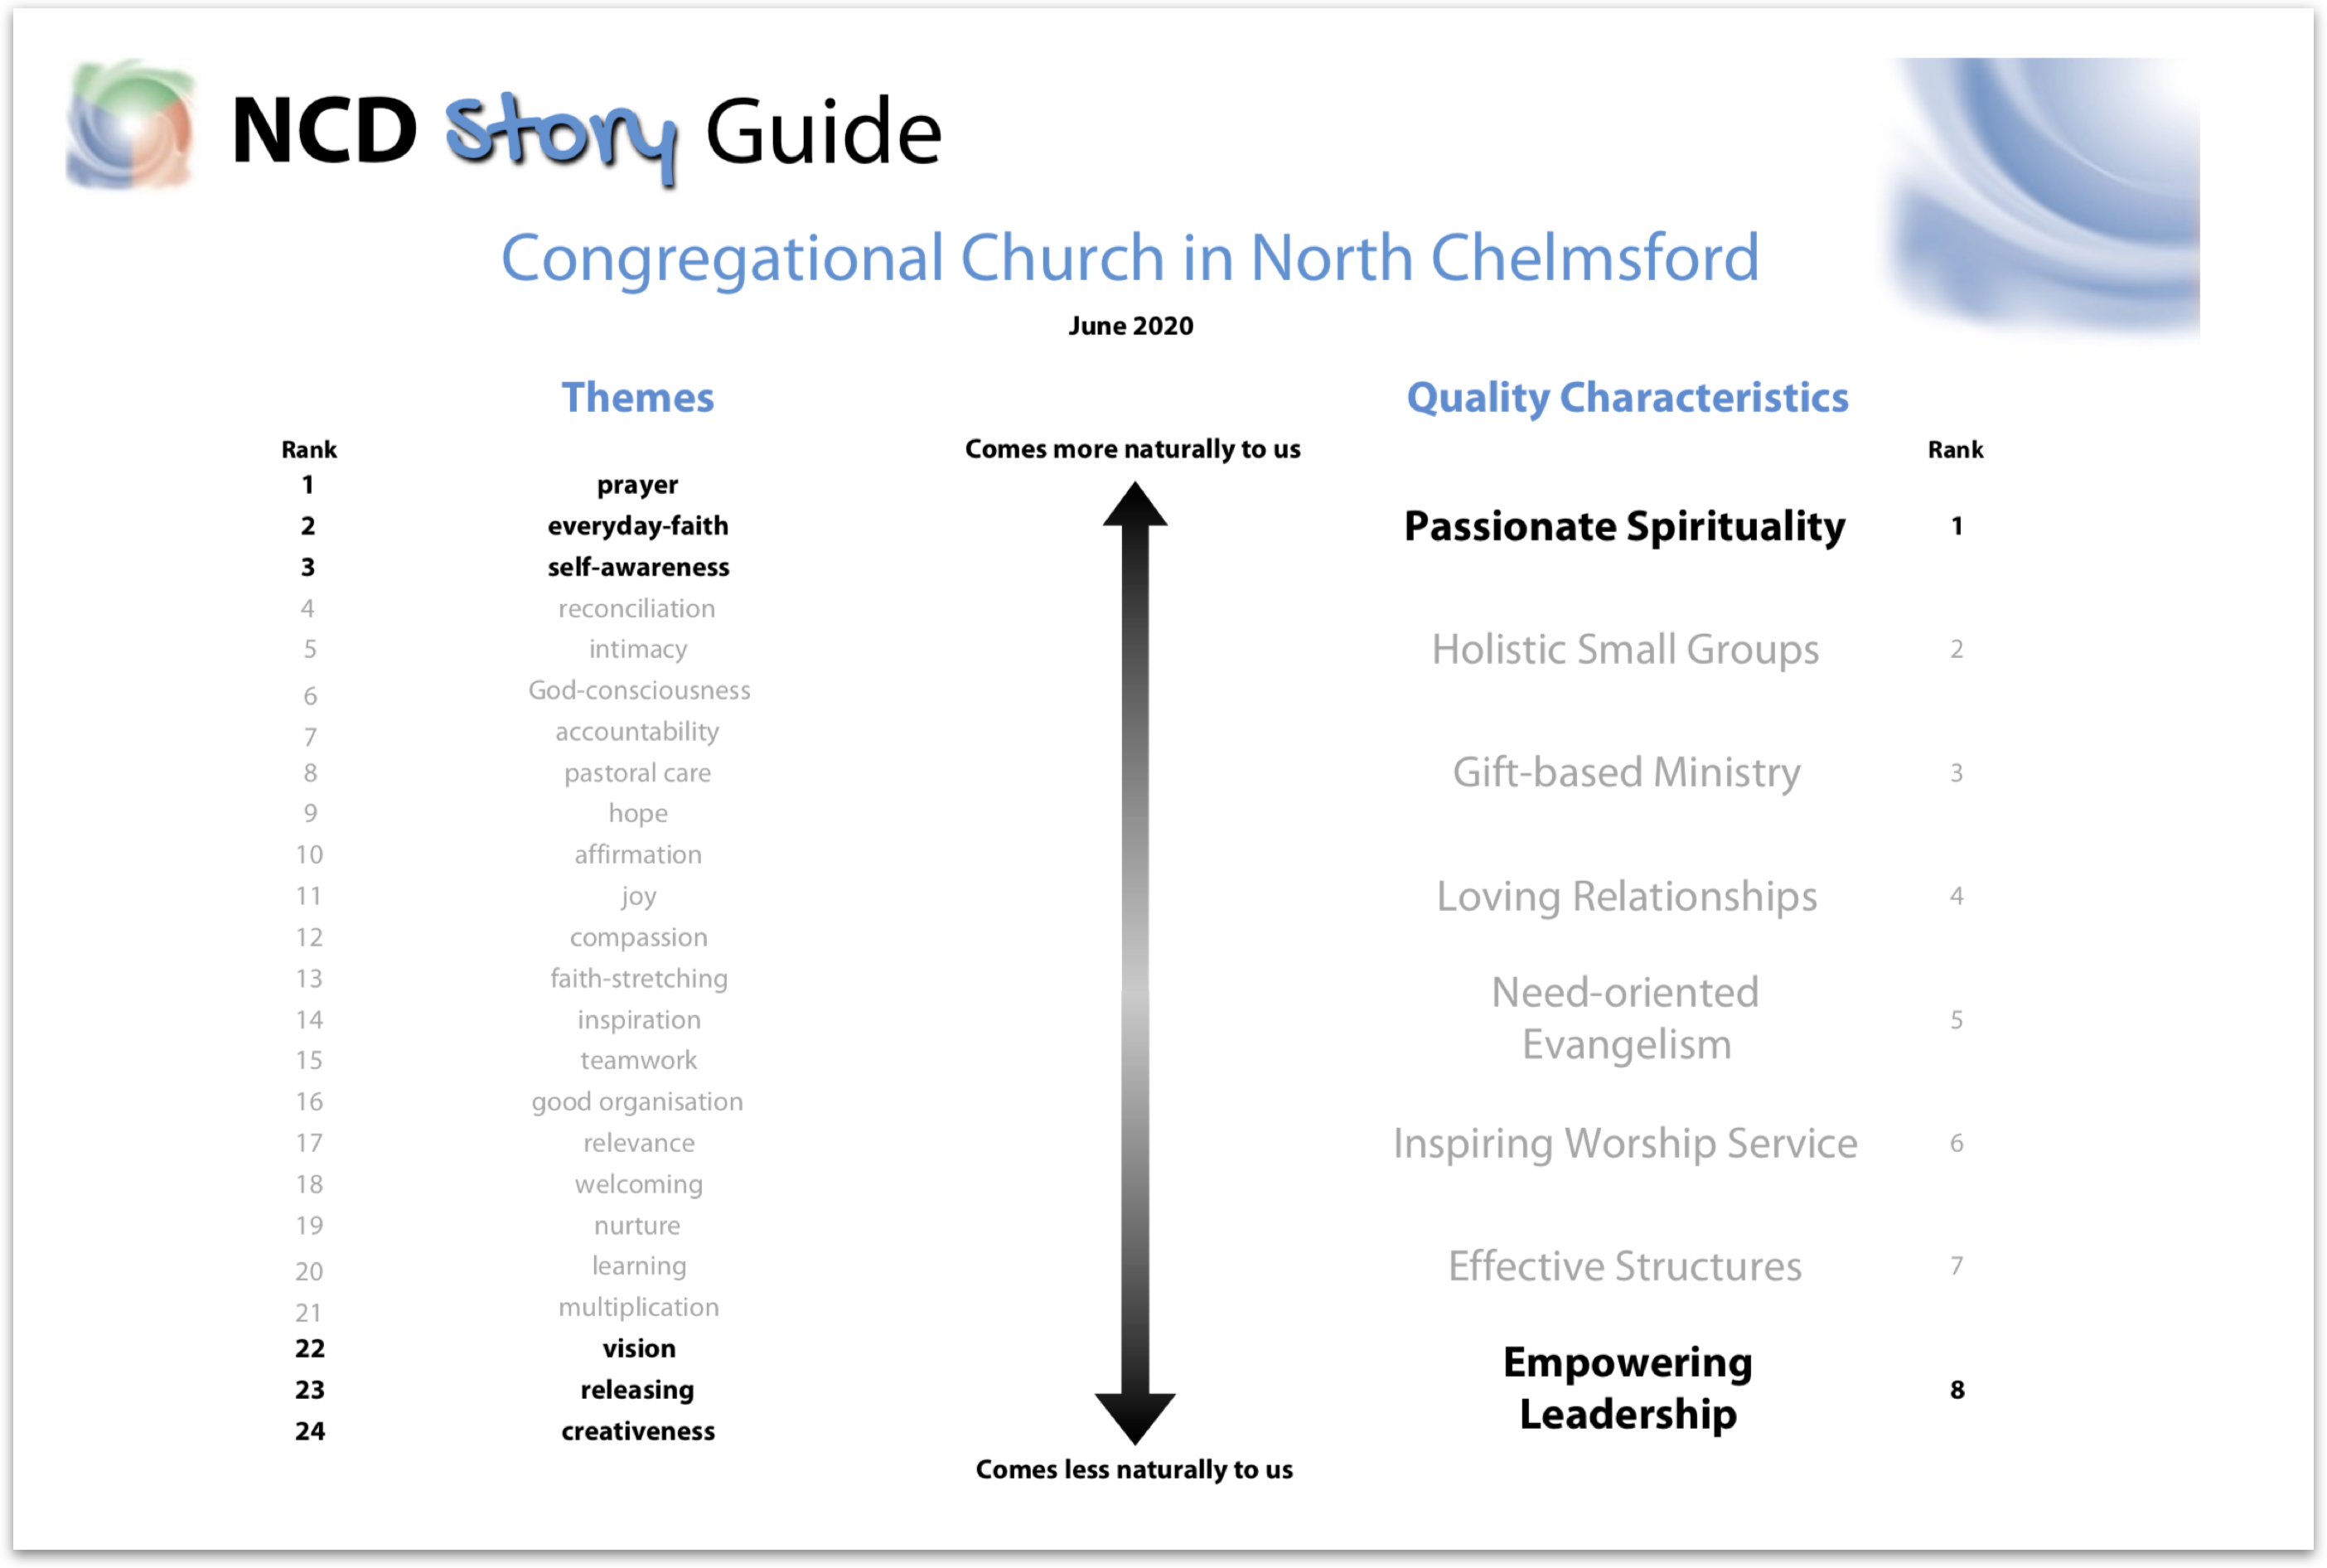 NCD Story Guide
Congregational Church in North Chelmsford
June 2020
Themes
Quality Characteristics
Rank
Comes more naturally to us
Rank
1 prayer
2 everyday-faith
Passionate Spirituality 1
3 self-awareness
4 reconciliation
5 intimacy
Holistic Small Groups 2
6 God-consciousness
7 accountability
8 pastoral care
Gift-based Ministry 3
9 hope
10 affirmation
11 joy
Loving Relationships 4
12 compassion
13 faith-stretching
Need-oriented
14 inspiration
5
Evangelism
15 teamwork
16 good organisation
17 relevance
Inspiring Worship Service 6
18 welcoming
19 nurture
20 learning
Effective Structures 7
21 multiplication
22 vision
Empowering
23 releasing
8
Leadership
24 creativeness
Comes less naturally to us